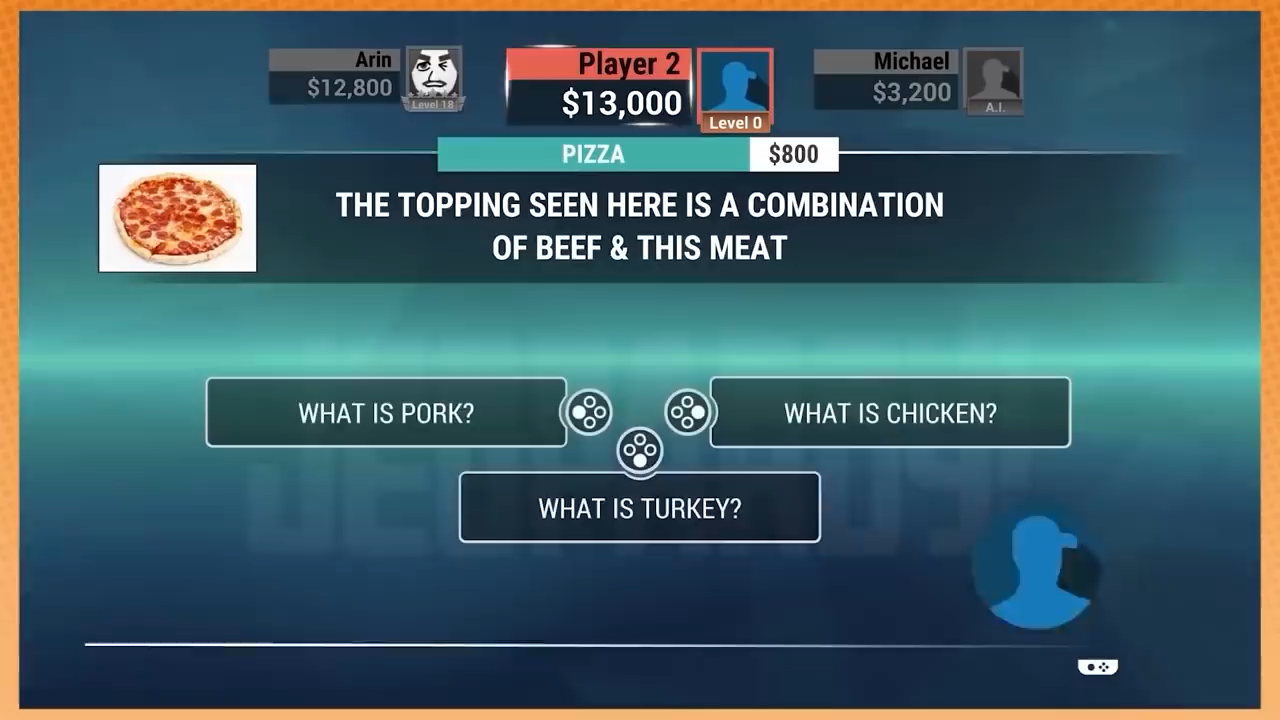 Arin
$12,800
Level 18
Player 2
$13,000
Level 0
Michael
$3,200
A.I.
PIZZA
$800
THE TOPPING SEEN HERE IS A COMBINATION
OF BEEF & THIS MEAT
WHAT IS PORK?
WHAT IS CHICKEN?
WHAT IS TURKEY?